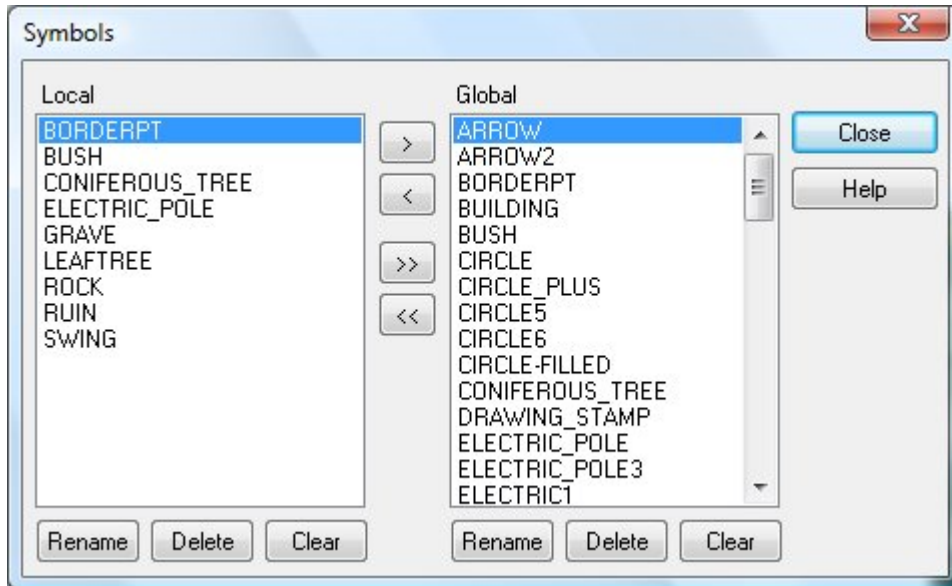 Symbols
Local
BORDERPT
BUSH
CONIFEROUS_TREE
ELECTRIC_POLE
GRAVE
LEAFTREE
ROCK
RUIN
SWING
>
<
>>
<<
Global
ARROW
ARROW2
BORDERPT
BUILDING
BUSH
CIRCLE
CIRCLE_PLUS
CIRCLE5
CIRCLE6
CIRCLE-FILLED
CONIFEROUS_TREE
DRAWING_STAMP
ELECTRIC_POLE
ELECTRIC_POLE3
ELECTRIC1
Close
Help
Rename Delete Clear
Rename Delete Clear